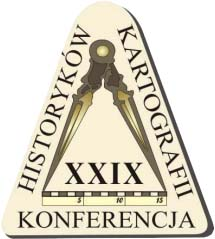 XXIX
KONFERENCJA
HISTORYKÓW
KARTOGRAFII
5 10 15